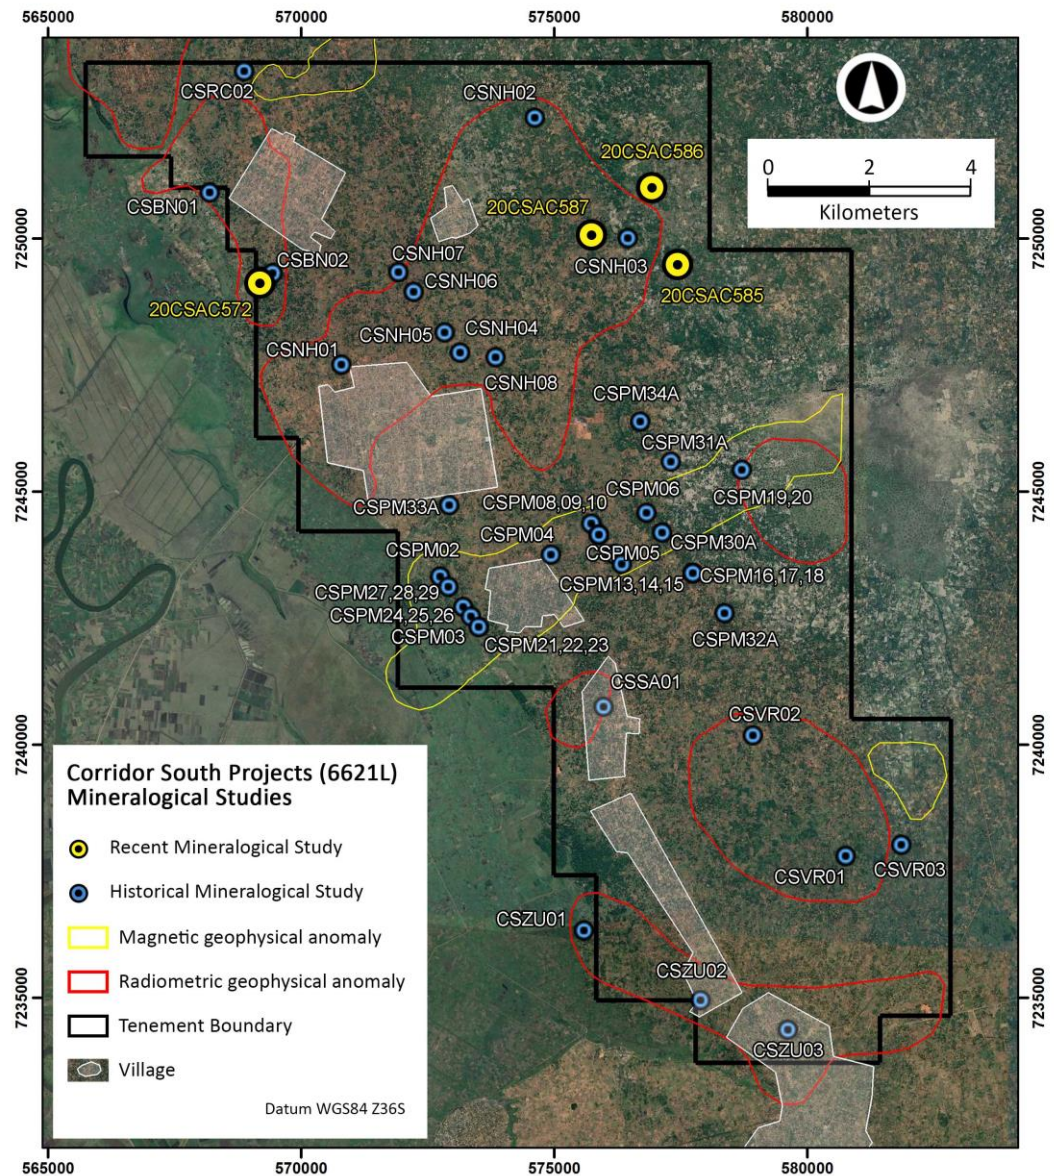 565000 570000 575000 580000
CSRC02
CSNH02
20CSAC586
0 2 4
Kilometers
CSBN01
20CSAC587
7250000
7250000
CSNH07
CSNH03
CSBN02
CSNH06
20CSAC572
20CSAC585
CSNH05
CSNH04
CSNH01
CSNH08
CSPM34A
CSPM31A
7245000
7245000
CSPM06
CSPM19,20
CSPM33A
CSPM08,09,10
CSPM04
CSPM05
CSPM30A
CSPM02
CSPM13,14,15
CSPM16,17,18
CSPM27,28,29
CSPM24,25,26
CSPM03
CSPM21,22,23
CSPM32A
CSSA01
CSVR02
7240000
7240000
CSVR01
CSVR03
CSZU01
CSZU02
7235000
7235000
CSZU03
Corridor South Projects (6621L)
Mineralogical Studies
Recent Mineralogical Study
Historical Mineralogical Study
Magnetic geophysical anomaly
Radiometric geophysical anomaly
Tenement Boundary
Village
Datum WGS84 Z36S
565000 570000 575000 580000